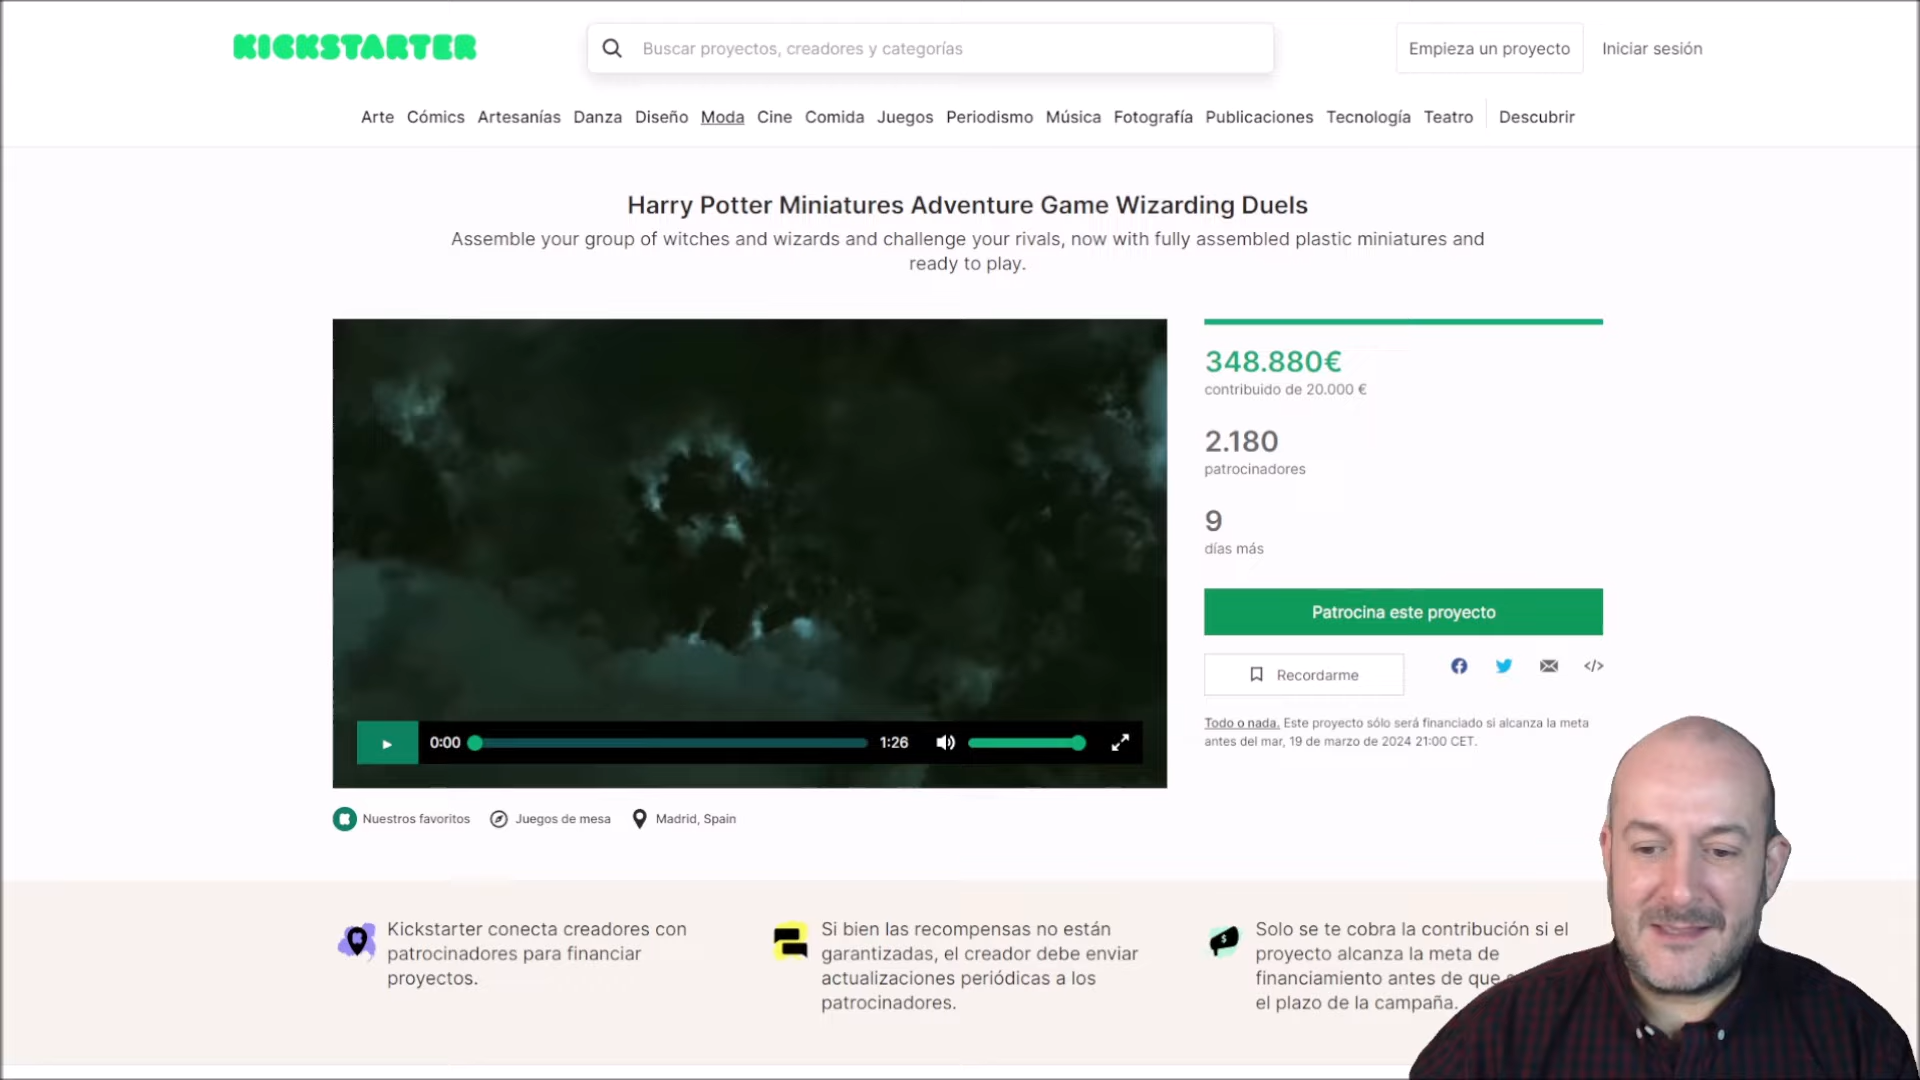 KICKSTARTER
Buscar proyectos, creadores y categorías
Empieza un proyecto
Iniciar sesión
Arte Cómics Artesanías Danza Diseño Moda Cine Comida Juegos Periodismo Música Fotografía Publicaciones Tecnología Teatro Descubrir
Harry Potter Miniatures Adventure Game Wizarding Duels
Assemble your group of witches and wizards and challenge your rivals, now with fully assembled plastic miniatures and
ready to play.
348.880€
contribuido de 20.000 €
2.180
patrocinadores
9
días más
Patrocina este proyecto
Recordarme
Todo o nada. Este proyecto sólo será financiado si alcanza la meta
antes del mar, 19 de marzo de 2024 21:00 CET.
0:00
1:26
Nuestros favoritos
Juegos de mesa
Madrid, Spain
Kickstarter conecta creadores con
patrocinadores para financiar
proyectos.
Si bien las recompensas no están
garantizadas, el creador debe enviar
actualizaciones periódicas a los
patrocinadores.
Solo se te cobra la contribución si el
proyecto alcanza la meta de
financiamiento antes de que
el plazo de la campaña.